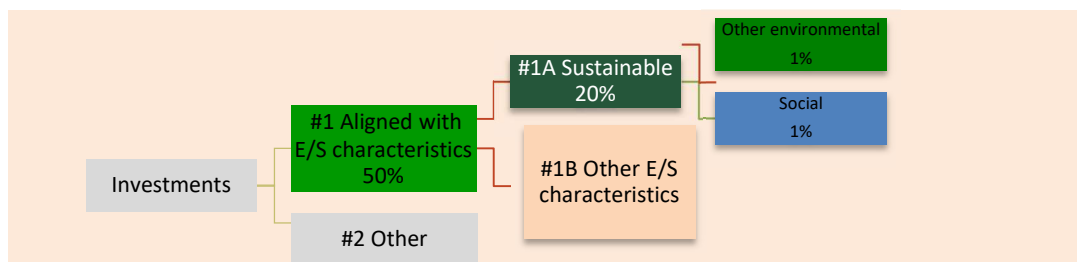 Other environmental
1%
#1A Sustainable
20%
Social
1%
#1 Aligned with
E/S characteristics
50%
#1B Other E/S
characteristics
Investments
#2 Other